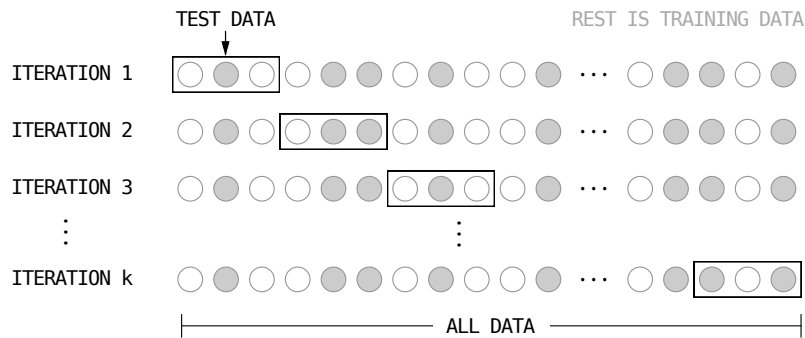 TEST DATA
REST IS TRAINING DATA
ITERATION 1
...
ITERATION 2
...
ITERATION 3
...
ITERATION k
...
ALL DATA